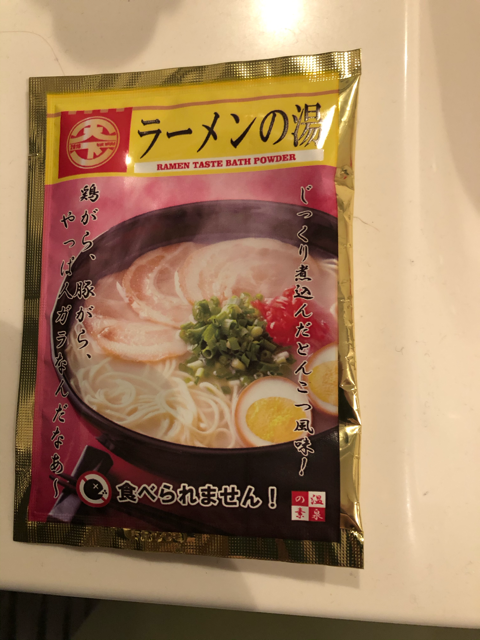 ラーメンの湯
RAMEN TASTE BATH POWDER
じっくり煮込んだとんこつ風味!
鶏がら、豚がら、
やっぱ人ガラなんだなあ〜
食べられません!
温泉
の素